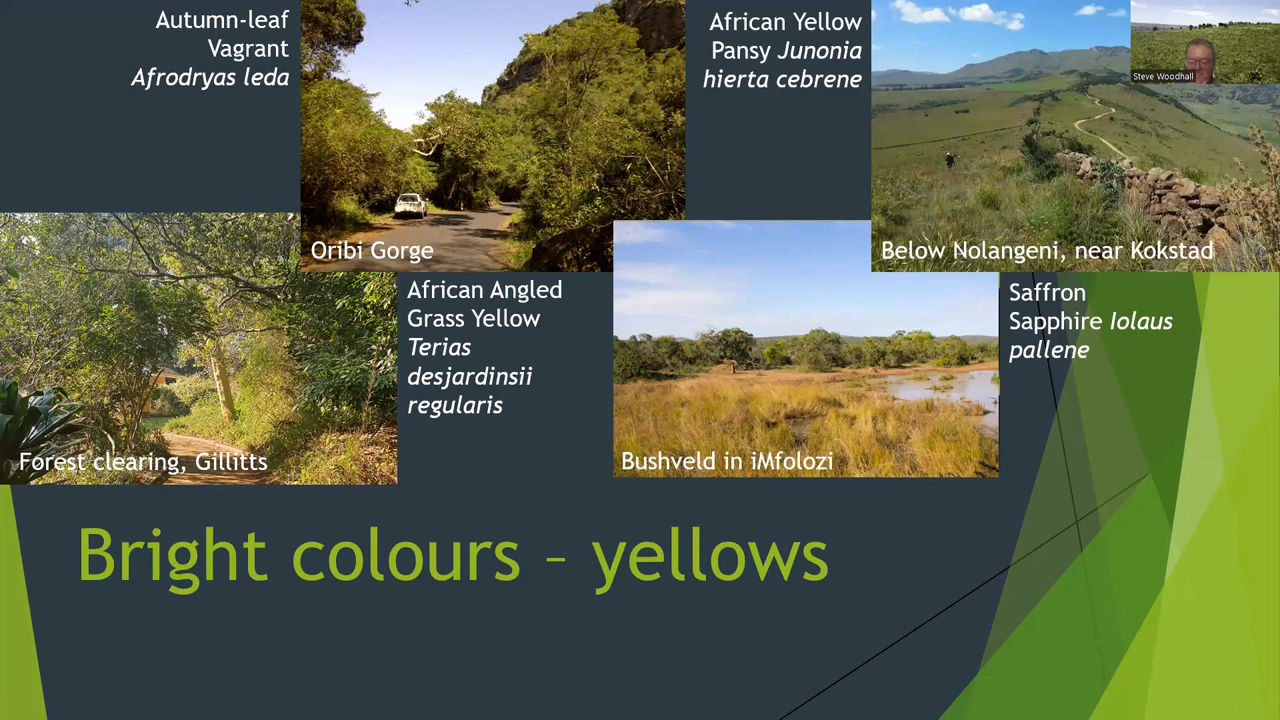 Autumn-leaf
Vagrant
Afrodryas leda
African Yellow
Pansy Junonia
hierta cebrene
Steve Woodhall
Oribi Gorge
Below Nolangeni, near Kokstad
African Angled
Grass Yellow
Terias
desjardinsii
regularis
Saffron
Sapphire Iolaus
pallene
Forest clearing, Gillitts
Bushveld in iMfolozi
Bright colours – yellows